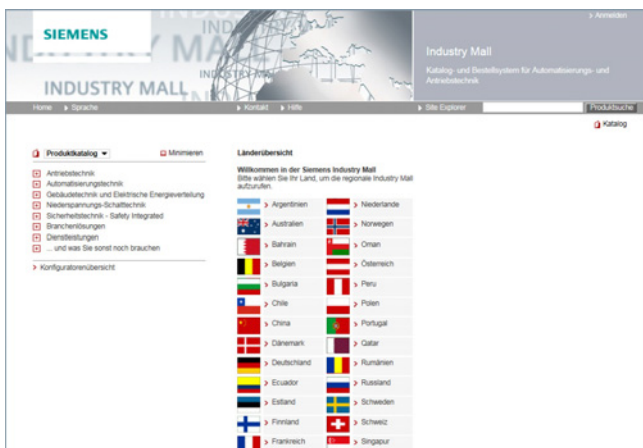 > Anmelden
SIEMENS
INDUSTRY MALL
Industry Mall
Katalog- und Bestellsystem für Automatisierungs- und
Antriebstechnik
Home
Sprache
Kontakt
Hilfe
Site Explorer
Produktsuche
Katalog
Produktkatalog
Minimieren
Antriebstechnik
Automatisierungstechnik
Gebäudetechnik und Elektrische Energieverteilung
Niederspannungs-Schalttechnik
Sicherheitstechnik - Safety Integrated
Branchenlösungen
Dienstleistungen
... und was Sie sonst noch brauchen
> Konfiguratorenübersicht
Länderübersicht
Willkommen in der Siemens Industry Mall
Bitte wählen Sie Ihr Land, um die regionale Industry Mall
aufzurufen.
> Argentinien
> Niederlande
> Australien
> Norwegen
> Bahrain
> Oman
> Belgien
> Österreich
> Bulgaria
> Peru
> Chile
> Polen
> China
> Portugal
> Dänemark
> Qatar
> Deutschland
> Rumänien
> Ecuador
> Russland
> Estland
> Schweden
> Finnland
> Schweiz
> Frankreich
> Singapur